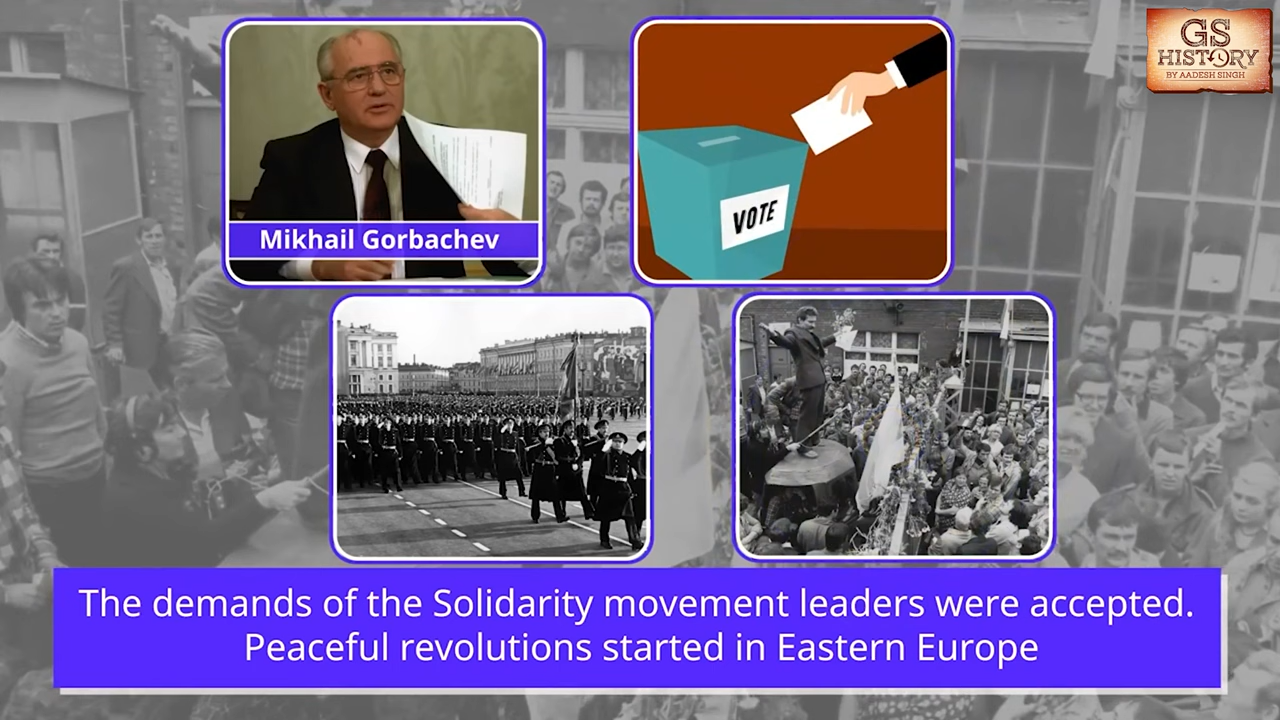 GS
HISTORY
BY AADESH SINGH
Mikhail Gorbachev
VOTE
The demands of the Solidarity movement leaders were accepted.
Peaceful revolutions started in Eastern Europe